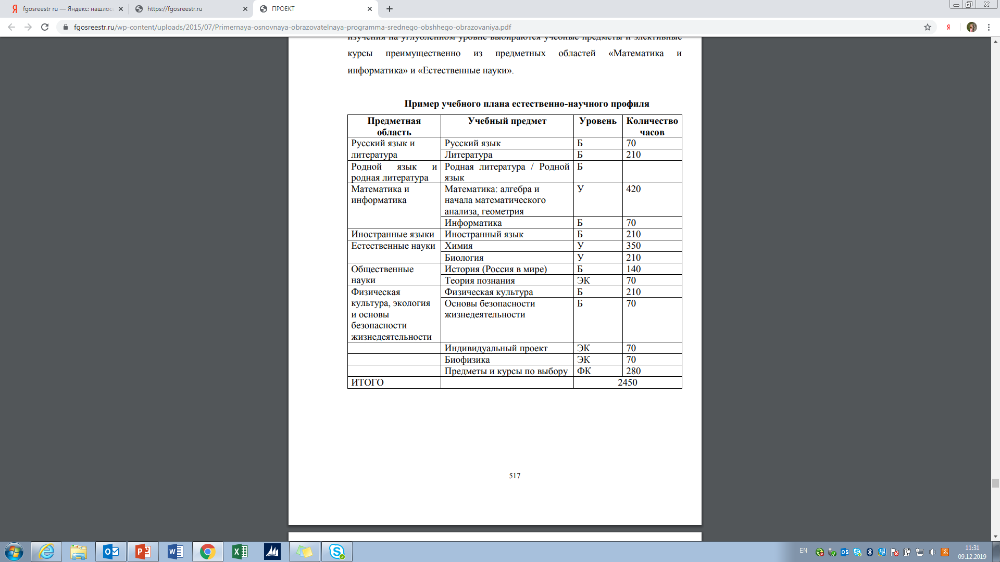 fgosreestr ru — Яндекс: нашлось
https://fgosreestr.ru
ПРОЕКТ
fgosreestr.ru/wp-content/uploads/2015/07/Primernaya-osnovnaya-obrazovatelnaya-programma-srednego-obshhego-obrazovaniya.pdf
изучения на углубленном уровне выбираются учебные предметы и элективные
курсы преимущественно из предметных областей «Математика и
информатика» и «Естественные науки».
Пример учебного плана естественно-научного профиля
Предметная область Учебный предмет Уровень Количество часов
Русский язык и литература Русский язык Б 70
Литература Б 210
Родной язык и родная литература Родная литература / Родной язык Б
Математика и информатика Математика: алгебра и начала математического анализа, геометрия У 420
Информатика Б 70
Иностранные языки Иностранный язык Б 210
Естественные науки Химия У 350
Биология У 210
Общественные науки История (Россия в мире) Б 140
Теория познания ЭК 70
Физическая культура, экология и основы безопасности жизнедеятельности Физическая культура Б 210
Основы безопасности жизнедеятельности Б 70
Индивидуальный проект ЭК 70
Биофизика ЭК 70
Предметы и курсы по выбору ФК 280
ИТОГО 2450
517
EN
11:31
09.12.2019